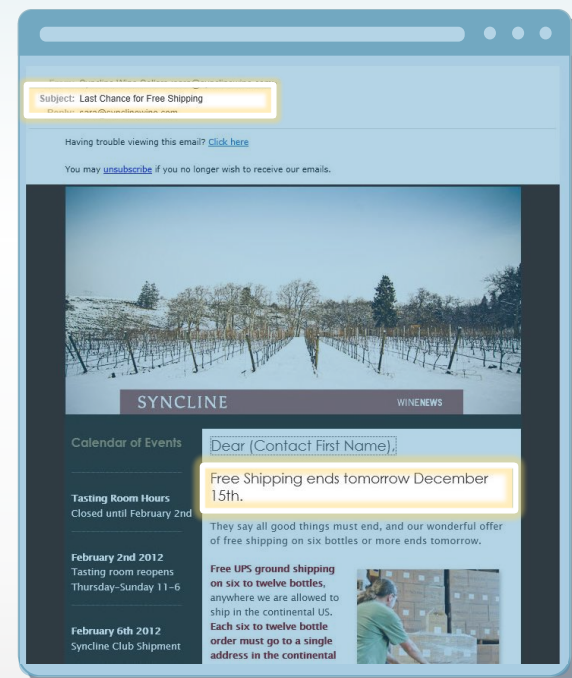 Subject: Last Chance for Free Shipping
Reply: sara@synclinewine.com
Having trouble viewing this email? Click here
You may unsubscribe if you no longer wish to receive our emails.
SYNCLINE
WINENEWS
Calendar of Events
Tasting Room Hours
Closed until February 2nd
February 2nd 2012
Tasting room reopens
Thursday-Sunday 11-6
February 6th 2012
Syncline Club Shipment
Dear (Contact First Name),
Free Shipping ends tomorrow December
15th.
They say all good things must end, and our wonderful offer
of free shipping on six bottles or more ends tomorrow.
Free UPS ground shipping
on six to twelve bottles,
anywhere we are allowed to
ship in the continental US.
Each six to twelve bottle
order must go to a single
address in the continental